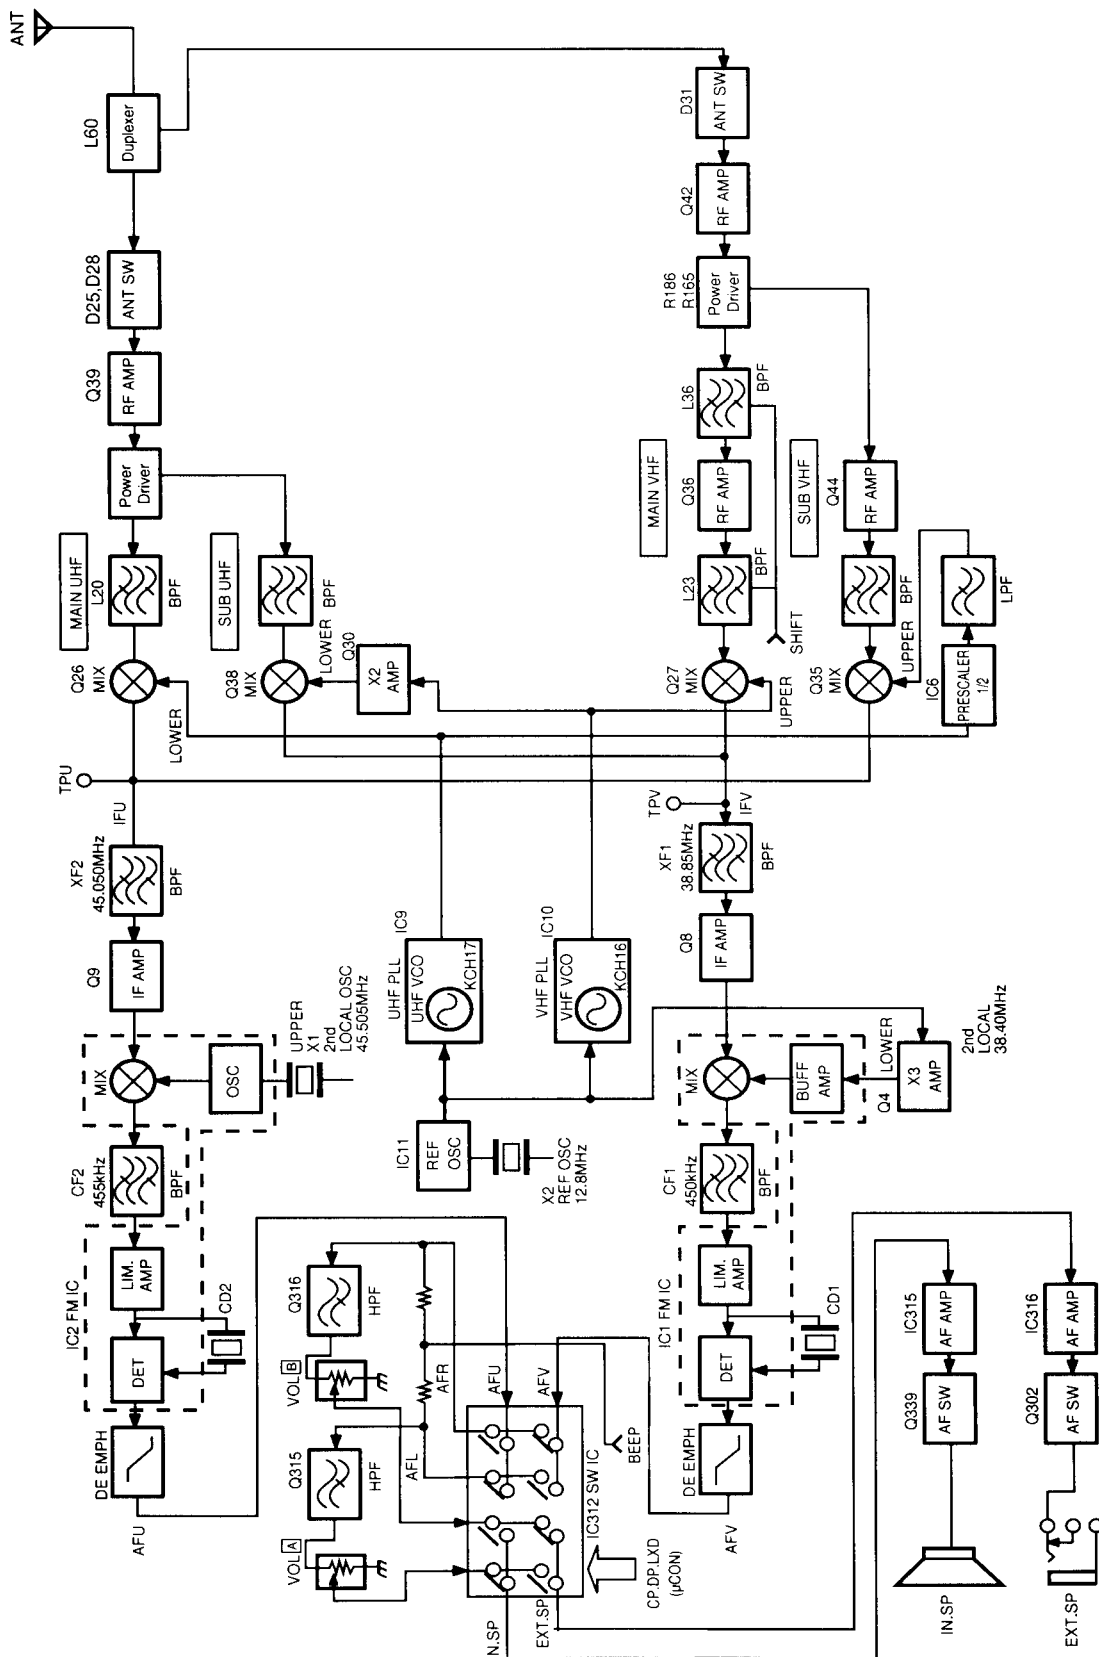 ANT
L60
Duplexer
D25,D28
ANT SW
Q39
RF AMP
Power
Driver
MAIN UHF
L20
BPF
Q26
MIX
LOWER
SUB UHF
BPF
Q38
MIX
LOWER
Q30
X2
AMP
TPU
IFU
XF2
45.050MHz
BPF
Q9
IF AMP
MIX
OSC
UPPER
X1
2nd
LOCAL OSC
45.505MHz
CF2
455kHz
BPF
IC2 FM IC
LIM.
AMP
CD2
DET
DE EMPH
AFU
D31
ANT SW
Q42
RF AMP
R186
R165
Power
Driver
L36
BPF
MAIN VHF
Q36
RF AMP
L23
BPF
SHIFT
Q27
MIX
UPPER
SUB VHF
Q44
RF AMP
BPF
Q35
MIX
UPPER
LPF
IC6
PRESCALER
1/2
TPV
IFV
XF1
38.85MHz
BPF
Q8
IF AMP
IC9
UHF PLL
UHF VCO
KCH17
IC10
VHF PLL
VHF VCO
KCH16
IC11
REF
OSC
X2
REF OSC
12.8MHz
MIX
BUFF
AMP
LOWER
Q4
X3
AMP
2nd
LOCAL
38.40MHz
CF1
450kHz
BPF
IC1 FM IC
LIM.
AMP
CD1
DET
DE EMPH
AFV
Q316
HPF
VOL B
Q315
HPF
VOL A
AFR
AFL
AFU
AFV
BEEP
IC312 SW IC
CP.DP.LXD
(μCON)
N.SP
EXT.SP
IC315
AF AMP
Q339
AF SW
IN.SP
IC316
AF AMP
Q302
AF SW
EXT.SP